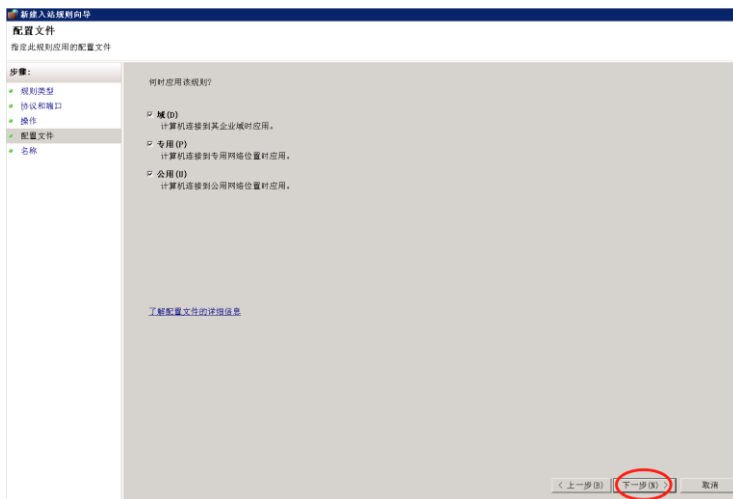 新建入站规则向导
配置文件
指定此规则应用的配置文件
步骤:
规则类型
协议和端口
操作
配置文件
名称
何时应用该规则?
域(D)
计算机连接到其企业域时应用。
专用(P)
计算机连接到专用网络位置时应用。
公用(U)
计算机连接到公用网络位置时应用。
了解配置文件的详细信息
< 上一步(B)
下一步(N) >
取消